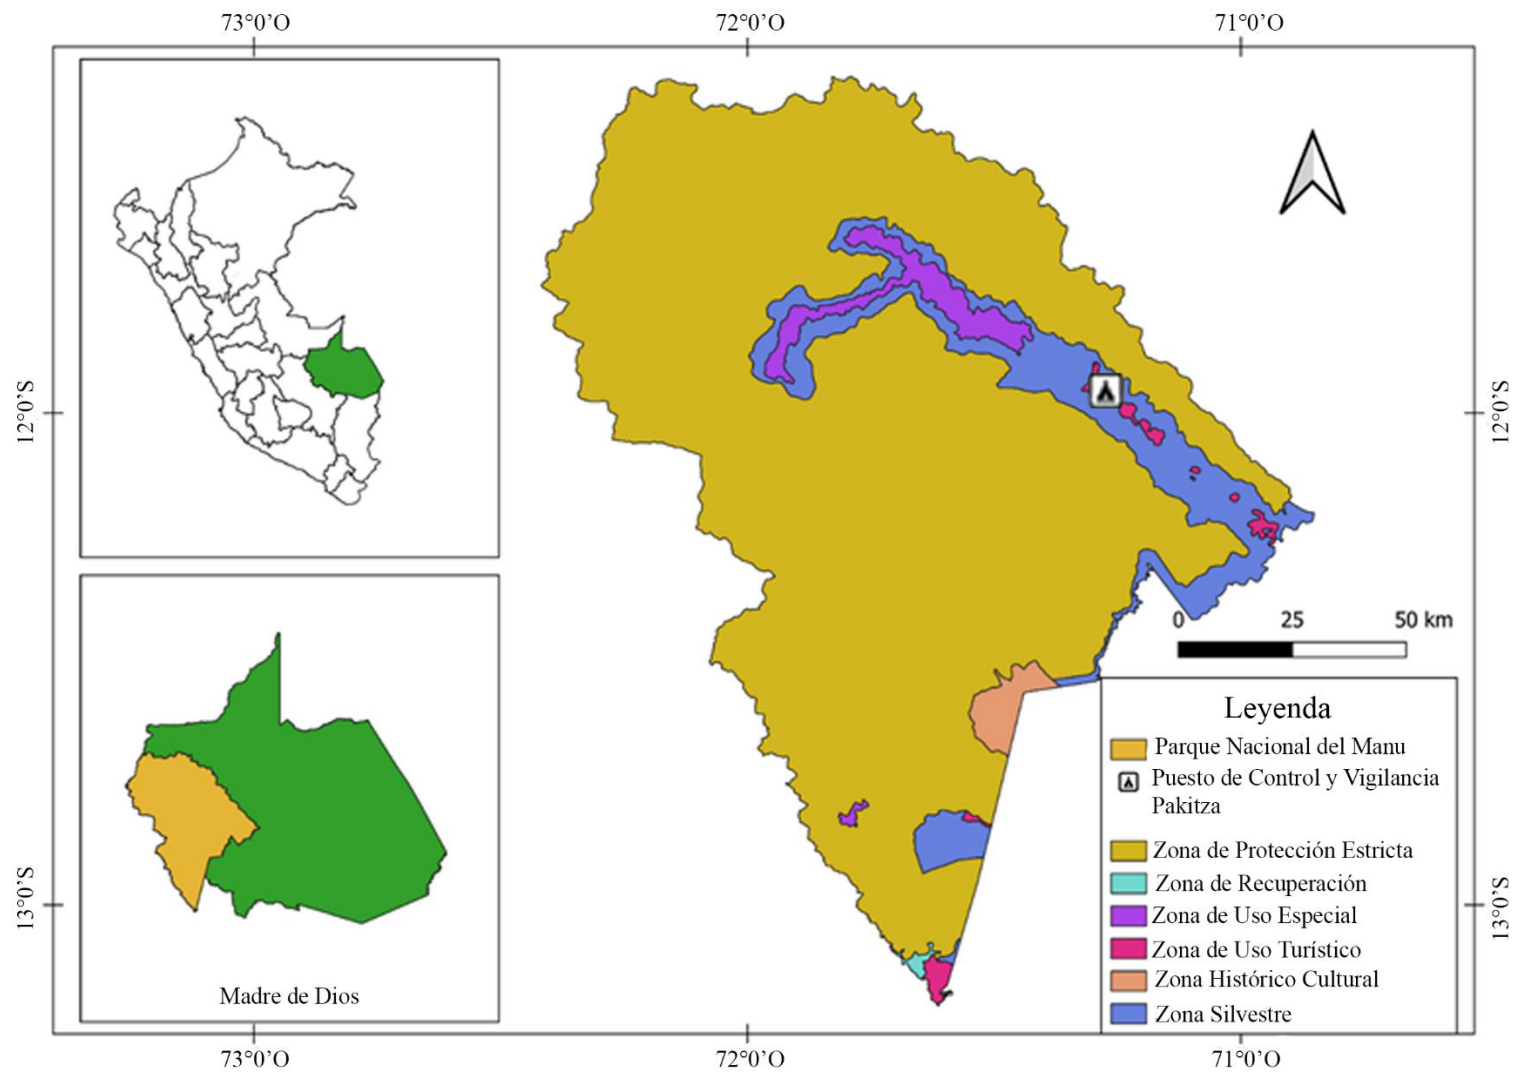 73°0’O
72°0’O
71°0’O
12°0’S
12°0’S
0
25
50 km
Leyenda
Parque Nacional del Manu
Puesto de Control y Vigilancia
Pakitza
Zona de Protección Estricta
Zona de Recuperación
Zona de Uso Especial
Zona de Uso Turístico
Zona Histórico Cultural
Zona Silvestre
13°0’S
13°0’S
Madre de Dios
73°0’O
72°0’O
71°0’O